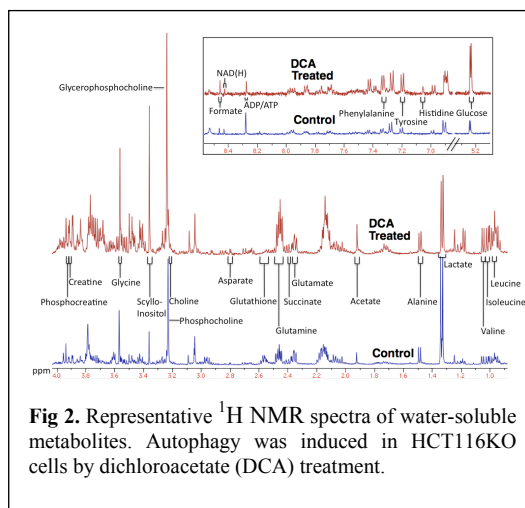 DCA
Treated
NAD(H)
Formate
ADP/ATP
Control
Phenylalanine
Tyrosine
Histidine
Glucose
8.4 8.2 8.0 7.8 7.6 7.4 7.2 7.0 5.2
Glycerophosphocholine
DCA
Treated
Creatine
Phosphocreatine
Glycine
Scyllo-
Inositol
Choline
Phosphocholine
Asparate
Glutathione
Glutamine
Succinate
Glutamate
Acetate
Alanine
Lactate
Valine
Isoleucine
Leucine
Control
ppm
4.0 3.8 3.6 3.4 3.2 3.0 2.8 2.6 2.4 2.2 2.0 1.8 1.6 1.4 1.2 1.0
Fig 2. Representative ¹H NMR spectra of water-soluble
metabolites. Autophagy was induced in HCT116KO
cells by dichloroacetate (DCA) treatment.